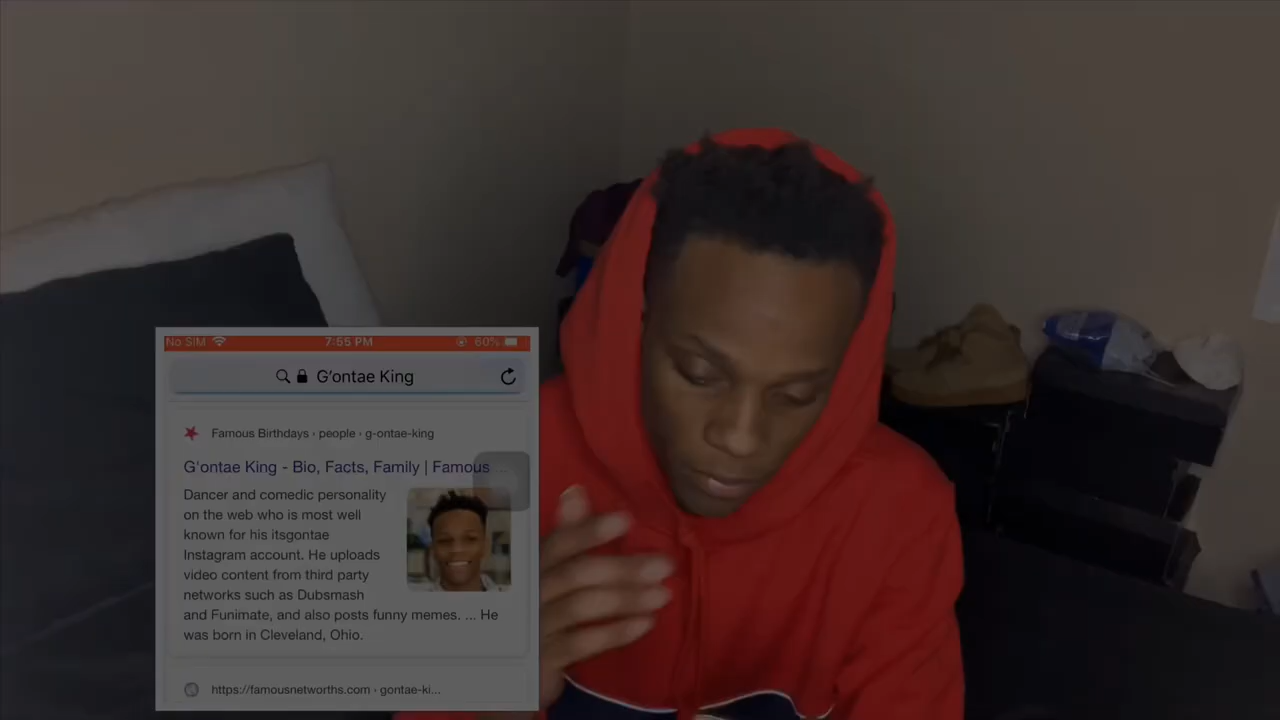 No SIM 7:55 PM 60%
G'ontae King
Famous Birthdays › people › g-ontae-king
G'ontae King - Bio, Facts, Family | Famous ...
Dancer and comedic personality
on the web who is most well
known for his itsgontae
Instagram account. He uploads
video content from third party
networks such as Dubsmash
and Funimate, and also posts funny memes. ... He
was born in Cleveland, Ohio.
https://famousnetworths.com › gontae-ki...